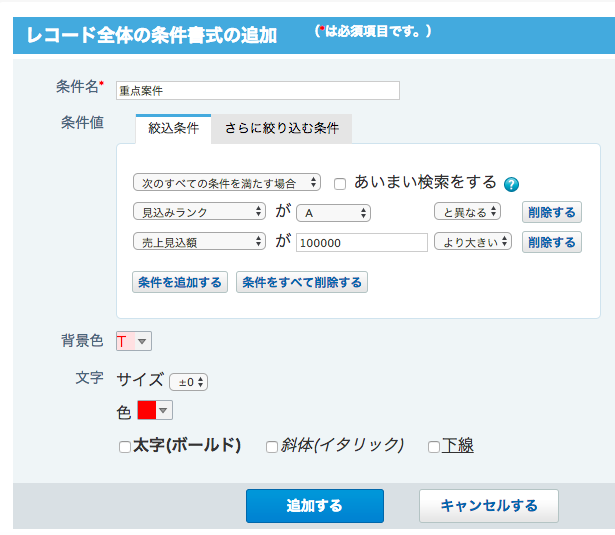 レコード全体の条件書式の追加 (*は必須項目です。)
条件名* 重点案件
条件値 絞込条件 さらに絞り込む条件
次のすべての条件を満たす場合 あいまい検索をする ?
見込みランク が A と異なる 削除する
売上見込額 が 100000 より大きい 削除する
条件を追加する 条件をすべて削除する
背景色 T
文字 サイズ ±0
色
太字(ボールド) 斜体(イタリック) 下線
追加する キャンセルする